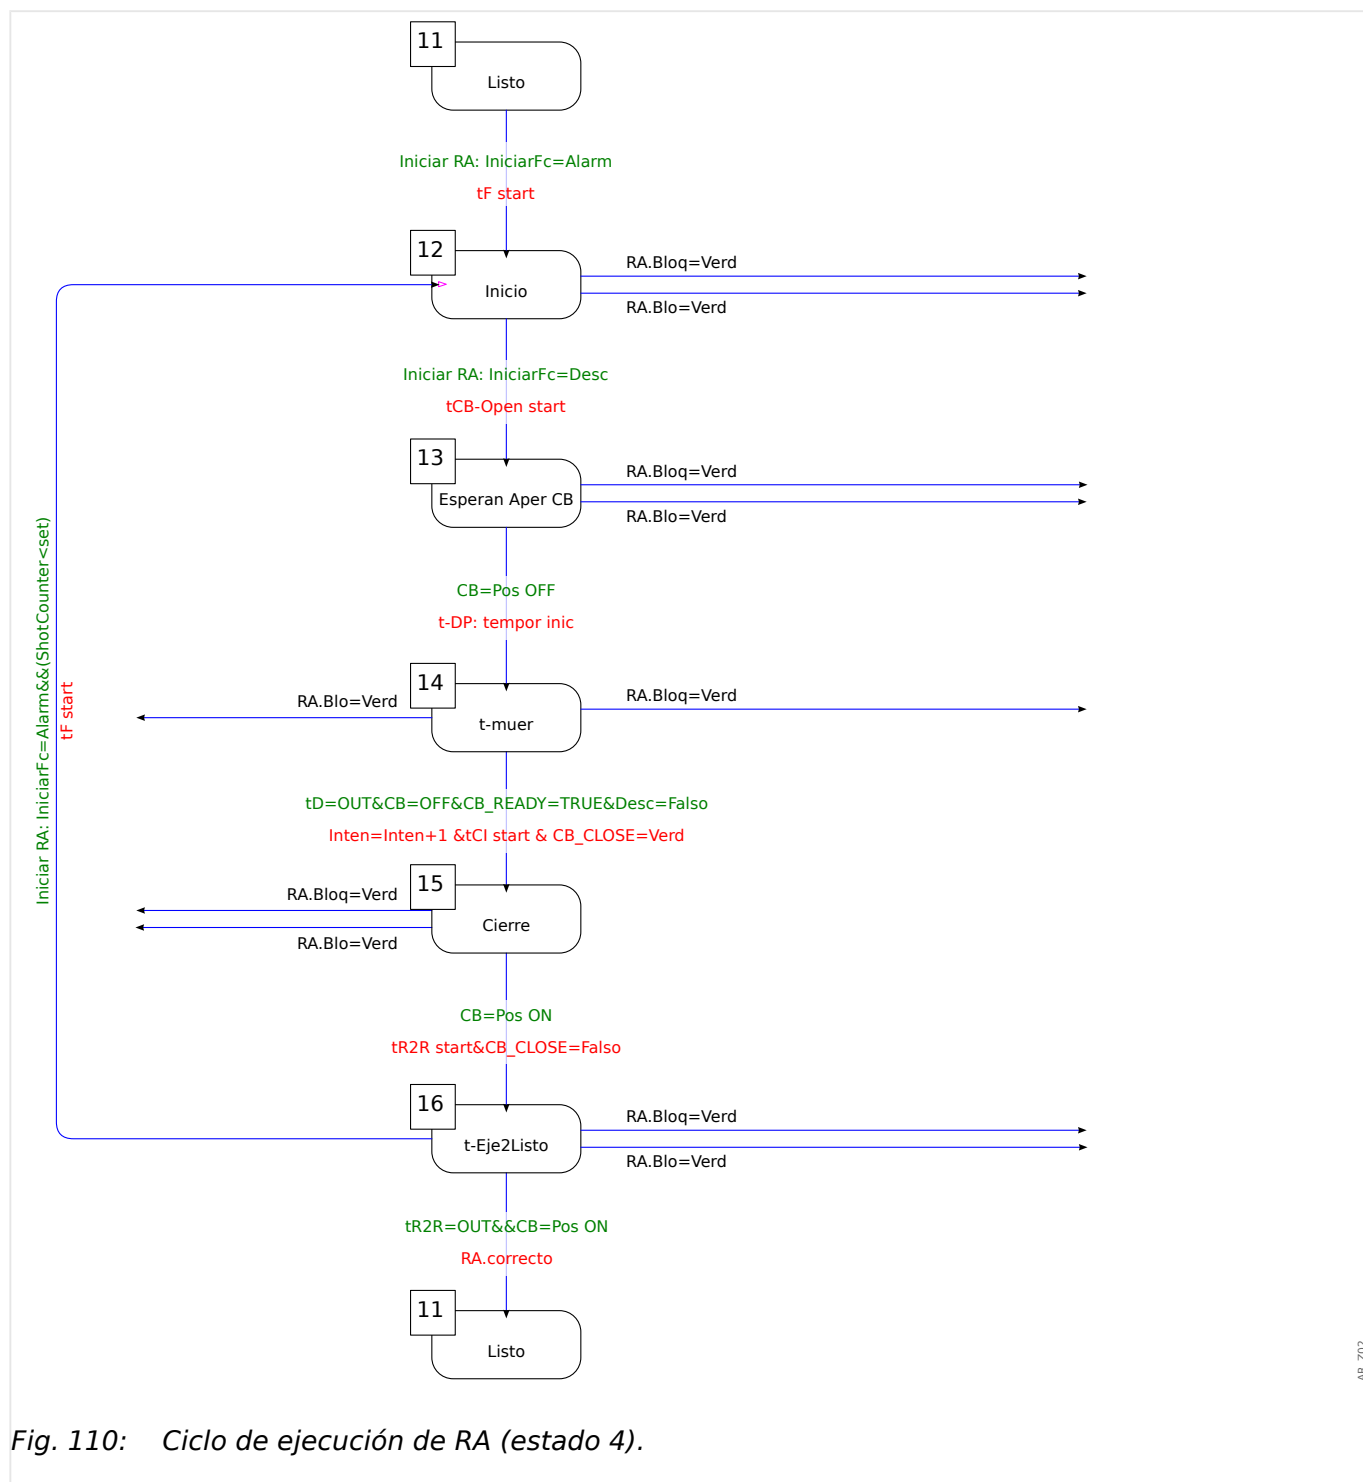 11
Listo
Iniciar RA: IniciarFc=Alarm
tF start
12
Inicio
RA.Bloq=Verd
RA.Blo=Verd
Iniciar RA: IniciarFc=Desc
tCB-Open start
13
Esperan Aper CB
RA.Bloq=Verd
RA.Blo=Verd
CB=Pos OFF
t-DP: tempor inic
Iniciar RA: IniciarFc=Alarm&&(ShotCounter<set)
tF start
14
t-muer
RA.Blo=Verd
RA.Bloq=Verd
tD=OUT&CB=OFF&CB_READY=TRUE&Desc=Falso
Inten=Inten+1 &tCl start & CB_CLOSE=Verd
15
Cierre
RA.Bloq=Verd
RA.Blo=Verd
CB=Pos ON
tR2R start&CB_CLOSE=Falso
16
t-Eje2Listo
RA.Bloq=Verd
RA.Blo=Verd
tR2R=OUT&&CB=Pos ON
RA.correcto
11
Listo
Fig. 110: Ciclo de ejecución de RA (estado 4).